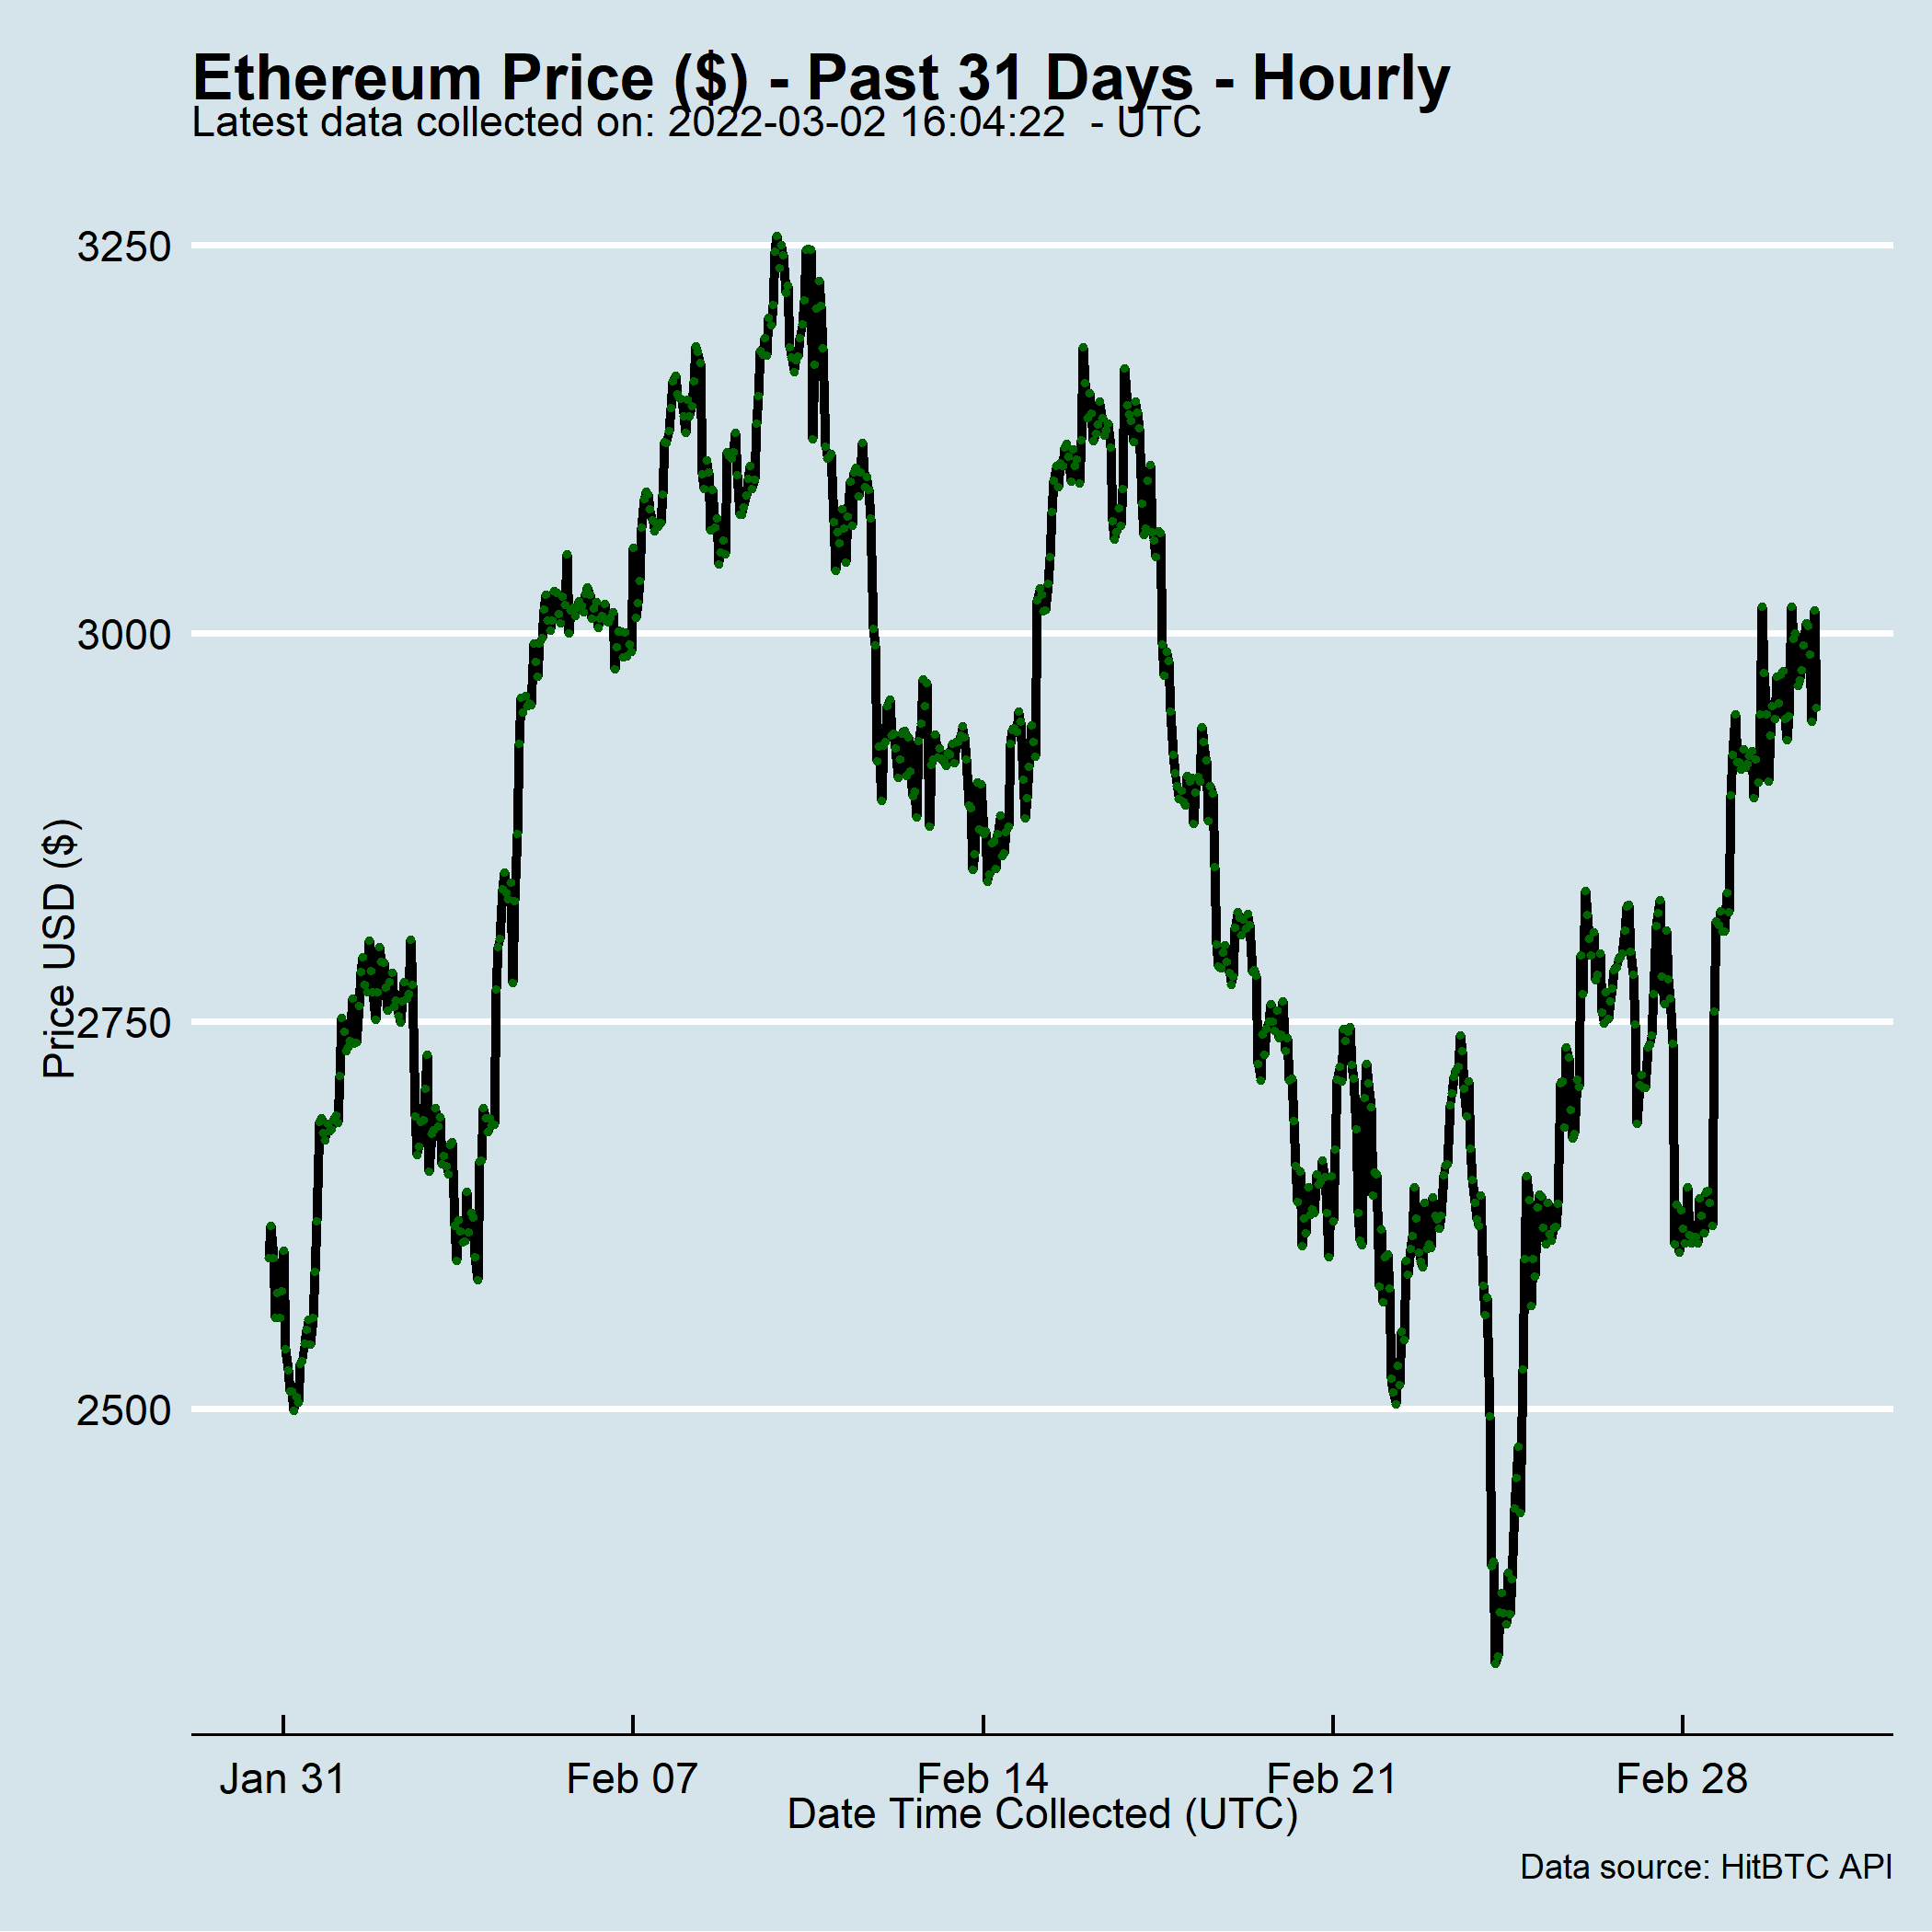 Ethereum Price ($) - Past 31 Days - Hourly
Latest data collected on: 2022-03-02 16:04:22  - UTC
3250
3000
2750
2500
Price USD ($)
Jan 31
Feb 07
Feb 14
Feb 21
Feb 28
Date Time Collected (UTC)
Data source: HitBTC API